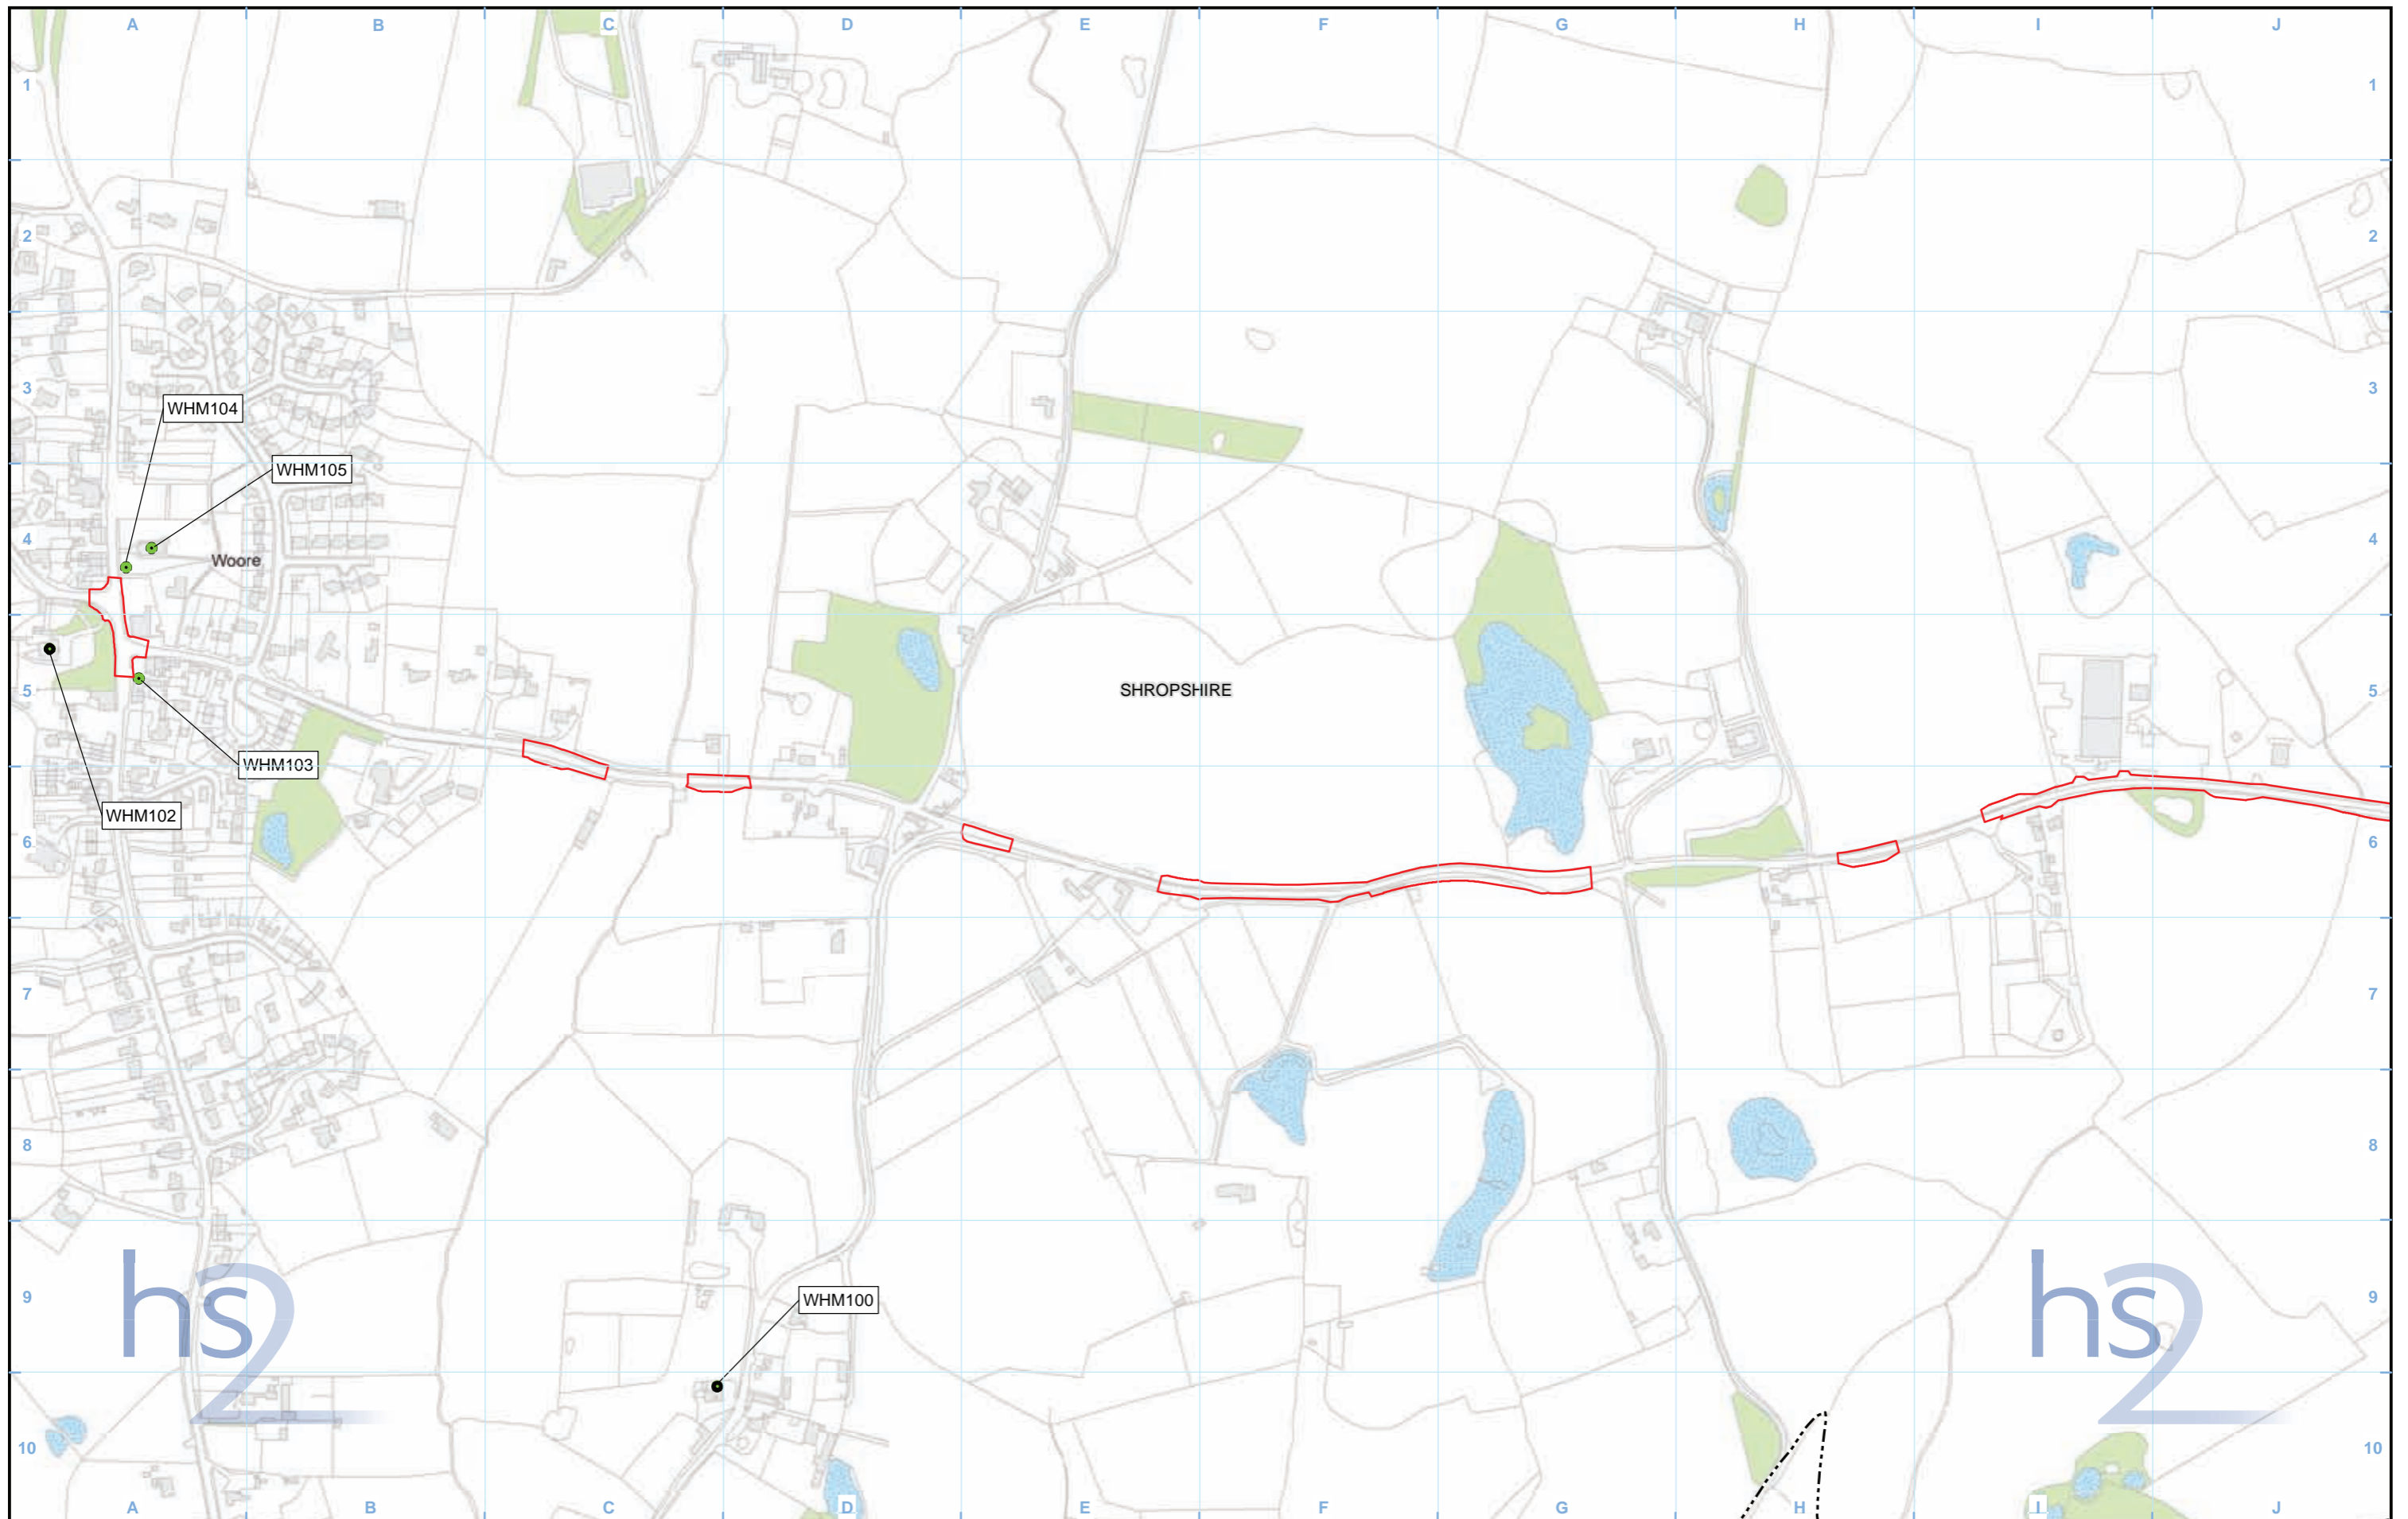 A B C D E F G H I J
1 1
2 2
3 3
WHM104
WHM105
4 4
Woore
5 SHROPSHIRE 5
WHM103
WHM102
6 6
7 7
8 8
hs2 hs2
9 WHM100 9
10 10
A B C D E F G H I J